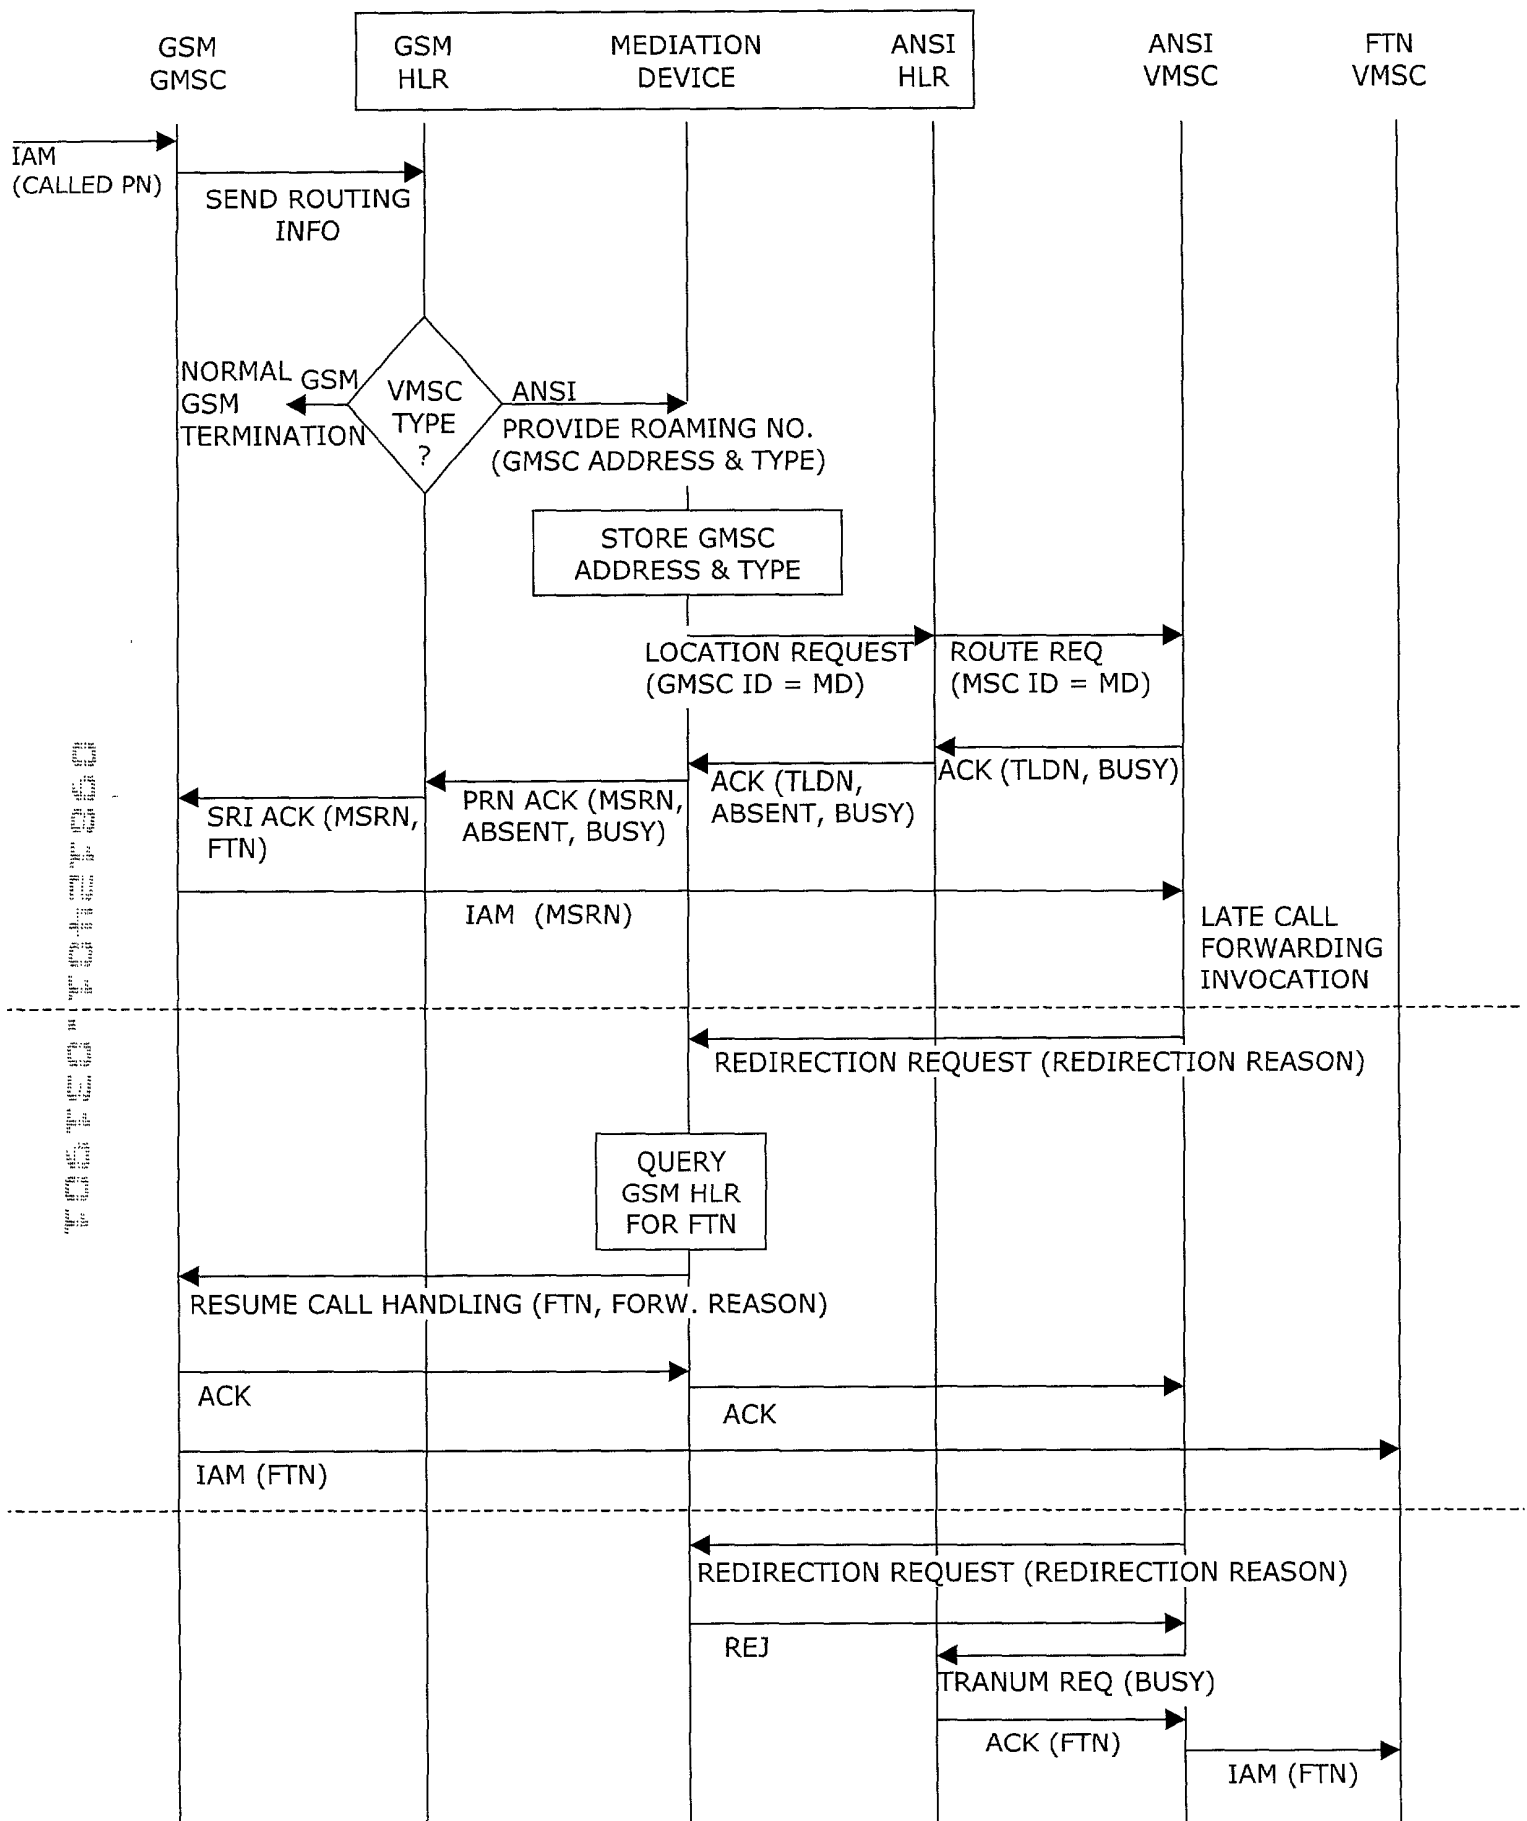 GSM
GMSC
GSM
HLR
MEDIATION
DEVICE
ANSI
HLR
ANSI
VMSC
FTN
VMSC
IAM
(CALLED PN)
SEND ROUTING
INFO
NORMAL
GSM
TERMINATION
GSM
VMSC
TYPE
?
ANSI
PROVIDE ROAMING NO.
(GMSC ADDRESS & TYPE)
STORE GMSC
ADDRESS & TYPE
LOCATION REQUEST
(GMSC ID = MD)
ROUTE REQ
(MSC ID = MD)
ACK (TLDN, BUSY)
ACK (TLDN,
ABSENT, BUSY)
PRN ACK (MSRN,
ABSENT, BUSY)
SRI ACK (MSRN,
FTN)
IAM (MSRN)
LATE CALL
FORWARDING
INVOCATION
REDIRECTION REQUEST (REDIRECTION REASON)
QUERY
GSM HLR
FOR FTN
RESUME CALL HANDLING (FTN, FORW. REASON)
ACK
ACK
IAM (FTN)
REDIRECTION REQUEST (REDIRECTION REASON)
REJ
TRANUM REQ (BUSY)
ACK (FTN)
IAM (FTN)